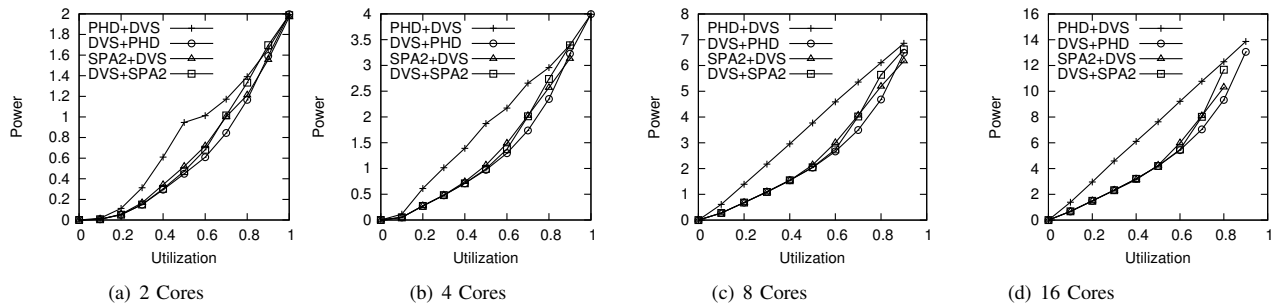 2
1.8
1.6
1.4
1.2
1
0.8
0.6
0.4
0.2
0
Power
PHD+DVS
DVS+PHD
SPA2+DVS
DVS+SPA2
0 0.2 0.4 0.6 0.8 1
Utilization
(a) 2 Cores
4
3.5
3
2.5
2
1.5
1
0.5
0
Power
PHD+DVS
DVS+PHD
SPA2+DVS
DVS+SPA2
0 0.2 0.4 0.6 0.8 1
Utilization
(b) 4 Cores
8
7
6
5
4
3
2
1
0
Power
PHD+DVS
DVS+PHD
SPA2+DVS
DVS+SPA2
0 0.2 0.4 0.6 0.8 1
Utilization
(c) 8 Cores
16
14
12
10
8
6
4
2
0
Power
PHD+DVS
DVS+PHD
SPA2+DVS
DVS+SPA2
0 0.2 0.4 0.6 0.8 1
Utilization
(d) 16 Cores